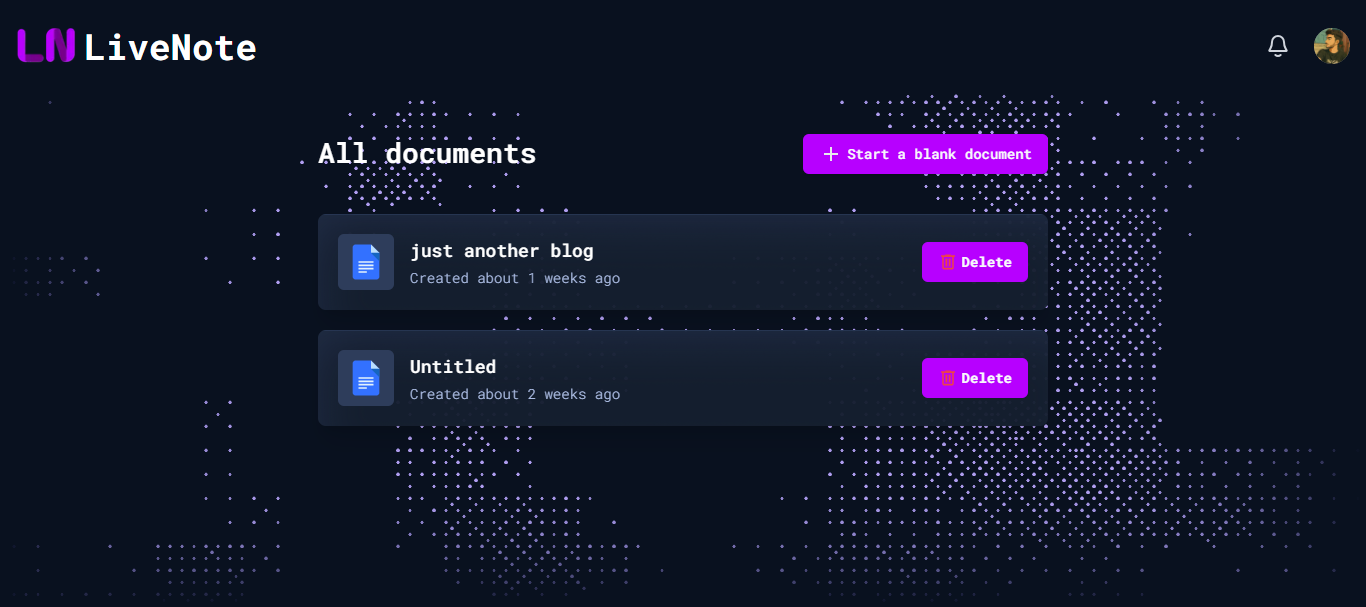 LN LiveNote
All documents
Start a blank document
just another blog
Created about 1 weeks ago
Delete
Untitled
Created about 2 weeks ago
Delete